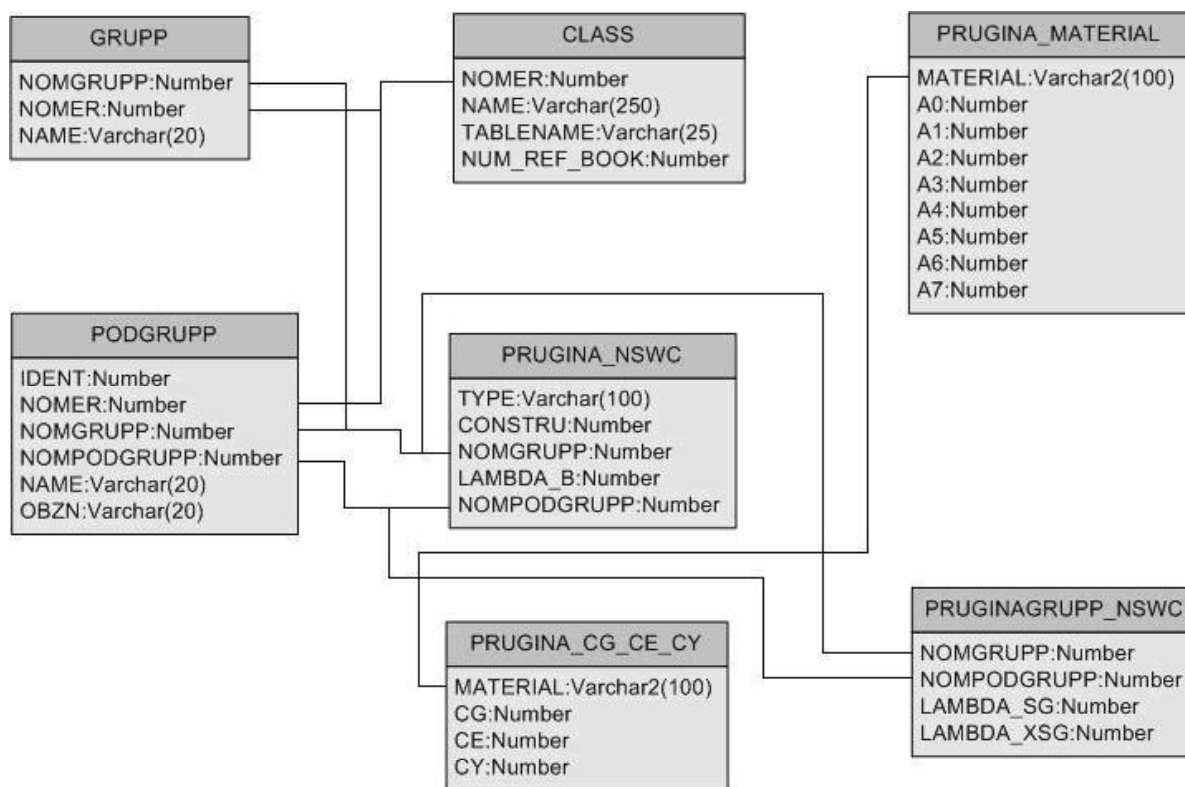 GRUPP
NOMGRUPP:Number
NOMER:Number
NAME:Varchar(20)
CLASS
NOMER:Number
NAME:Varchar(250)
TABLENAME:Varchar(25)
NUM_REF_BOOK:Number
PRUGINA_MATERIAL
MATERIAL:Varchar2(100)
A0:Number
A1:Number
A2:Number
A3:Number
A4:Number
A5:Number
A6:Number
A7:Number
PODGRUPP
IDENT:Number
NOMER:Number
NOMGRUPP:Number
NOMPODGRUPP:Number
NAME:Varchar(20)
OBZN:Varchar(20)
PRUGINA_NSWC
TYPE:Varchar(100)
CONSTRU:Number
NOMGRUPP:Number
LAMBDA_B:Number
NOMPODGRUPP:Number
PRUGINA_CG_CE_CY
MATERIAL:Varchar2(100)
CG:Number
CE:Number
CY:Number
PRUGINAGRUPP_NSWC
NOMGRUPP:Number
NOMPODGRUPP:Number
LAMBDA_SG:Number
LAMBDA_XSG:Number